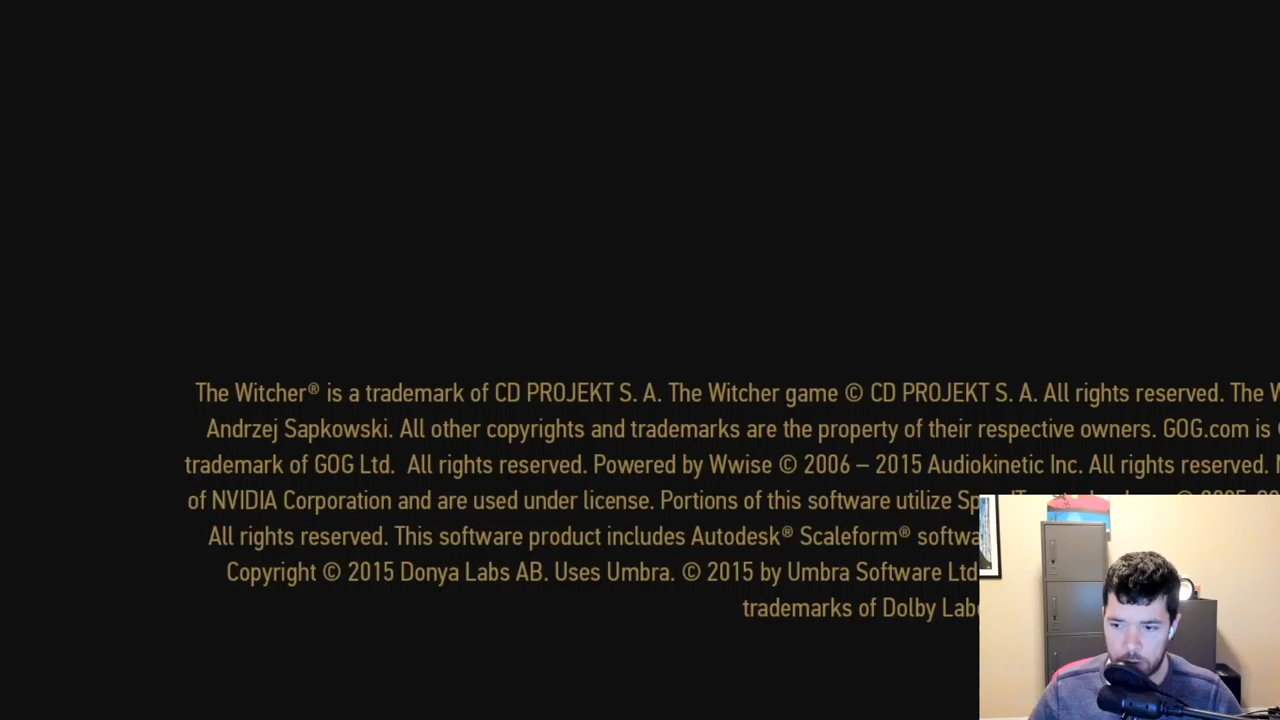 The Witcher® is a trademark of CD PROJEKT S. A. The Witcher game © CD PROJEKT S. A. All rights reserved. The
Andrzej Sapkowski. All other copyrights and trademarks are the property of their respective owners. GOG.com is
trademark of GOG Ltd.  All rights reserved. Powered by Wwise © 2006 – 2015 Audiokinetic Inc. All rights reserved.
of NVIDIA Corporation and are used under license. Portions of this software utilize
All rights reserved. This software product includes Autodesk® Scaleform®
Copyright © 2015 Donya Labs AB. Uses Umbra. © 2015 by Umbra Software Ltd
trademarks of Dolby